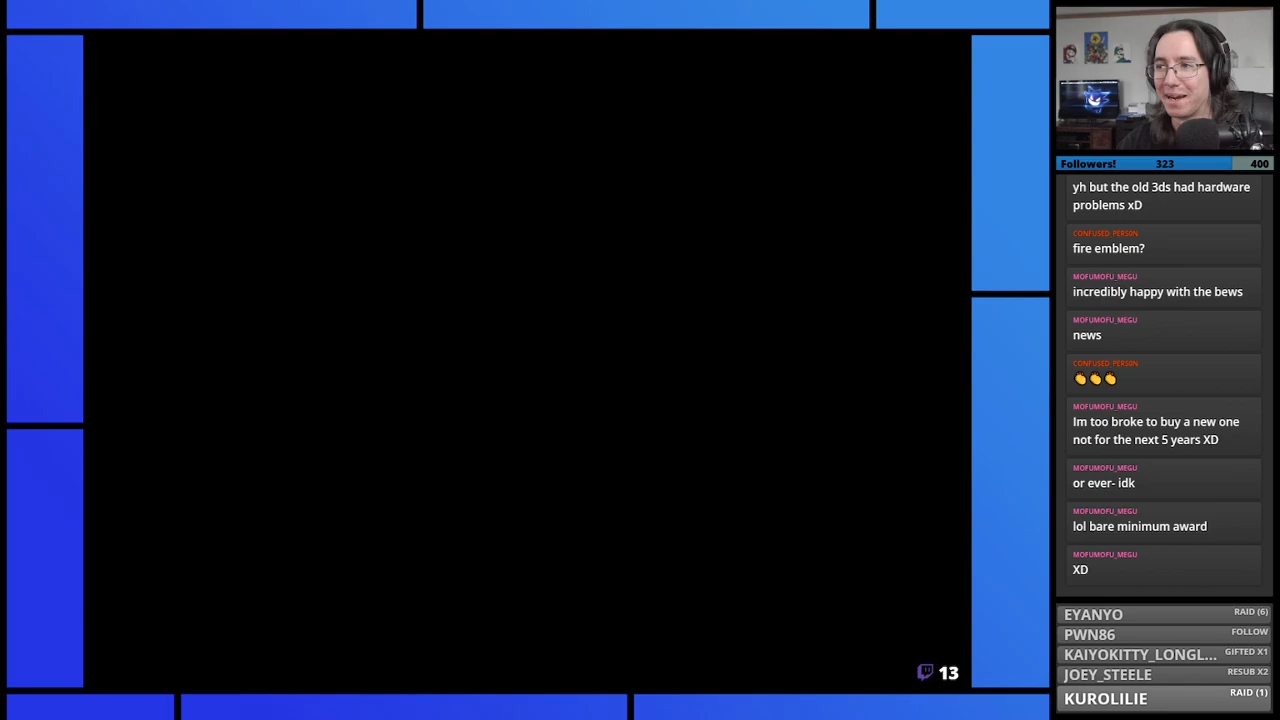 Followers! 323 400
yh but the old 3ds had hardware
problems xD
CONFUSED_PERS0N
fire emblem?
MOFUMOFU_MEGU
incredibly happy with the bews
MOFUMOFU_MEGU
news
CONFUSED_PERS0N
👏👏👏
MOFUMOFU_MEGU
Im too broke to buy a new one
not for the next 5 years XD
MOFUMOFU_MEGU
or ever- idk
MOFUMOFU_MEGU
lol bare minimum award
MOFUMOFU_MEGU
XD
EYANYO RAID (6)
PWN86 FOLLOW
KAIYOKITTY_LONGL... GIFTED X1
JOEY_STEELE RESUB X2
KUROLILIE RAID (1)
13